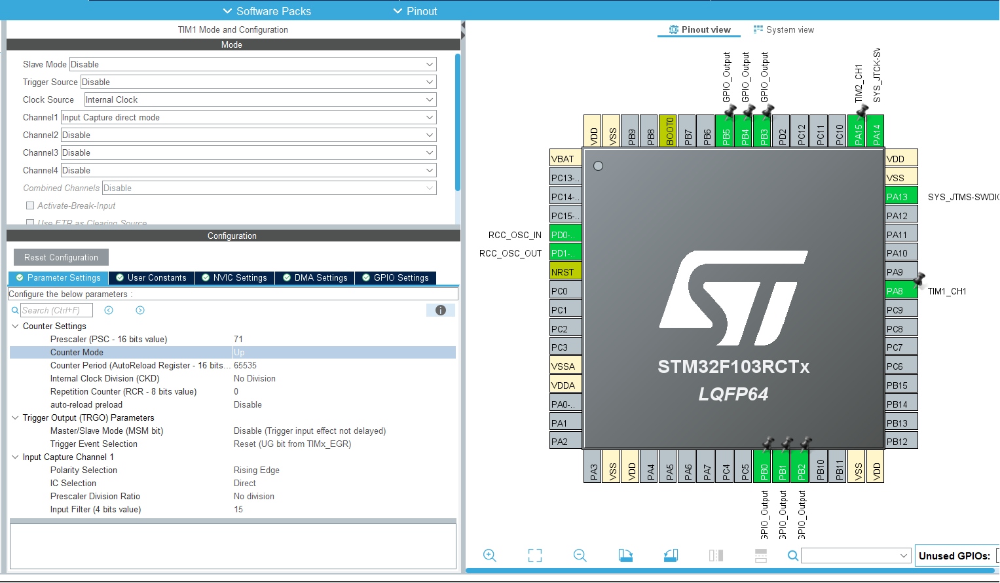 Software Packs
Pinout
TIM1 Mode and Configuration
Mode
Slave Mode Disable
Trigger Source Disable
Clock Source Internal Clock
Channel1 Input Capture direct mode
Channel2 Disable
Channel3 Disable
Channel4 Disable
Combined Channels Disable
Activate-Break-Input
Use ETR as Clearing Source
Configuration
Reset Configuration
Parameter Settings
User Constants
NVIC Settings
DMA Settings
GPIO Settings
Configure the below parameters :
Search (Ctrl+F)
Counter Settings
Prescaler (PSC - 16 bits value) 71
Counter Mode Up
Counter Period (AutoReload Register - 16 bits... 65535
Internal Clock Division (CKD) No Division
Repetition Counter (RCR - 8 bits value) 0
auto-reload preload Disable
Trigger Output (TRGO) Parameters
Master/Slave Mode (MSM bit) Disable (Trigger input effect not delayed)
Trigger Event Selection Reset (UG bit from TIMx_EGR)
Input Capture Channel 1
Polarity Selection Rising Edge
IC Selection Direct
Prescaler Division Ratio No division
Input Filter (4 bits value) 15
Pinout view
System view
GPIO_Output
GPIO_Output
GPIO_Output
TIM2_CH1
SYS_JTCK-SW
VDD
VSS
PB9
PB8
BOOT0
PB7
PB6
PB5
PB4
PB3
PD2
PC12
PC11
PC10
PA15
PA14
VBAT
PC13-..
PC14-..
PC15-..
RCC_OSC_IN PD0-..
RCC_OSC_OUT PD1-..
NRST
PC0
PC1
PC2
PC3
VSSA
VDDA
PA0-..
PA1
PA2
STM32F103RCTx
LQFP64
VDD
VSS
PA13 SYS_JTMS-SWDIO
PA12
PA11
PA10
PA9
PA8 TIM1_CH1
PC9
PC8
PC7
PC6
PB15
PB14
PB13
PB12
PA3
VSS
VDD
PA4
PA5
PA6
PA7
PC4
PC5
PB0
PB1
PB2
PB10
PB11
VSS
VDD
GPIO_Output
GPIO_Output
GPIO_Output
Unused GPIOs: